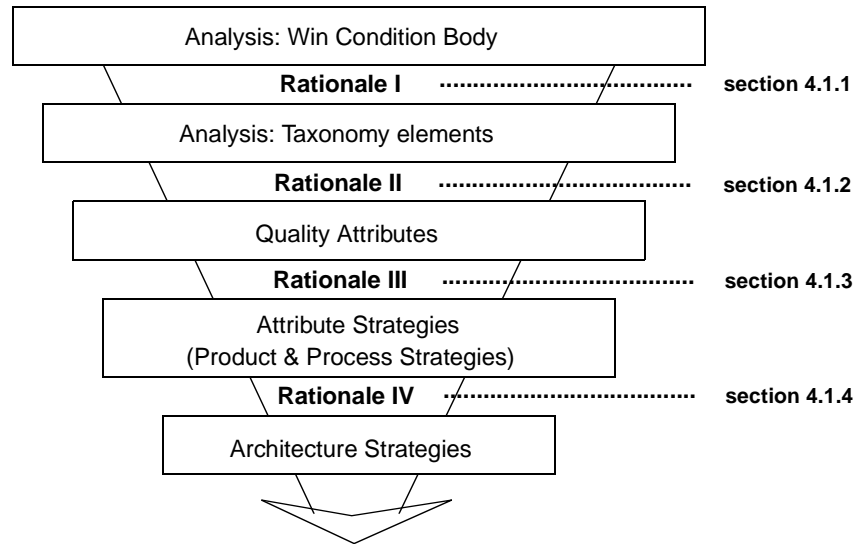 Analysis: Win Condition Body
Rationale I section 4.1.1
Analysis: Taxonomy elements
Rationale II section 4.1.2
Quality Attributes
Rationale III section 4.1.3
Attribute Strategies
(Product & Process Strategies)
Rationale IV section 4.1.4
Architecture Strategies